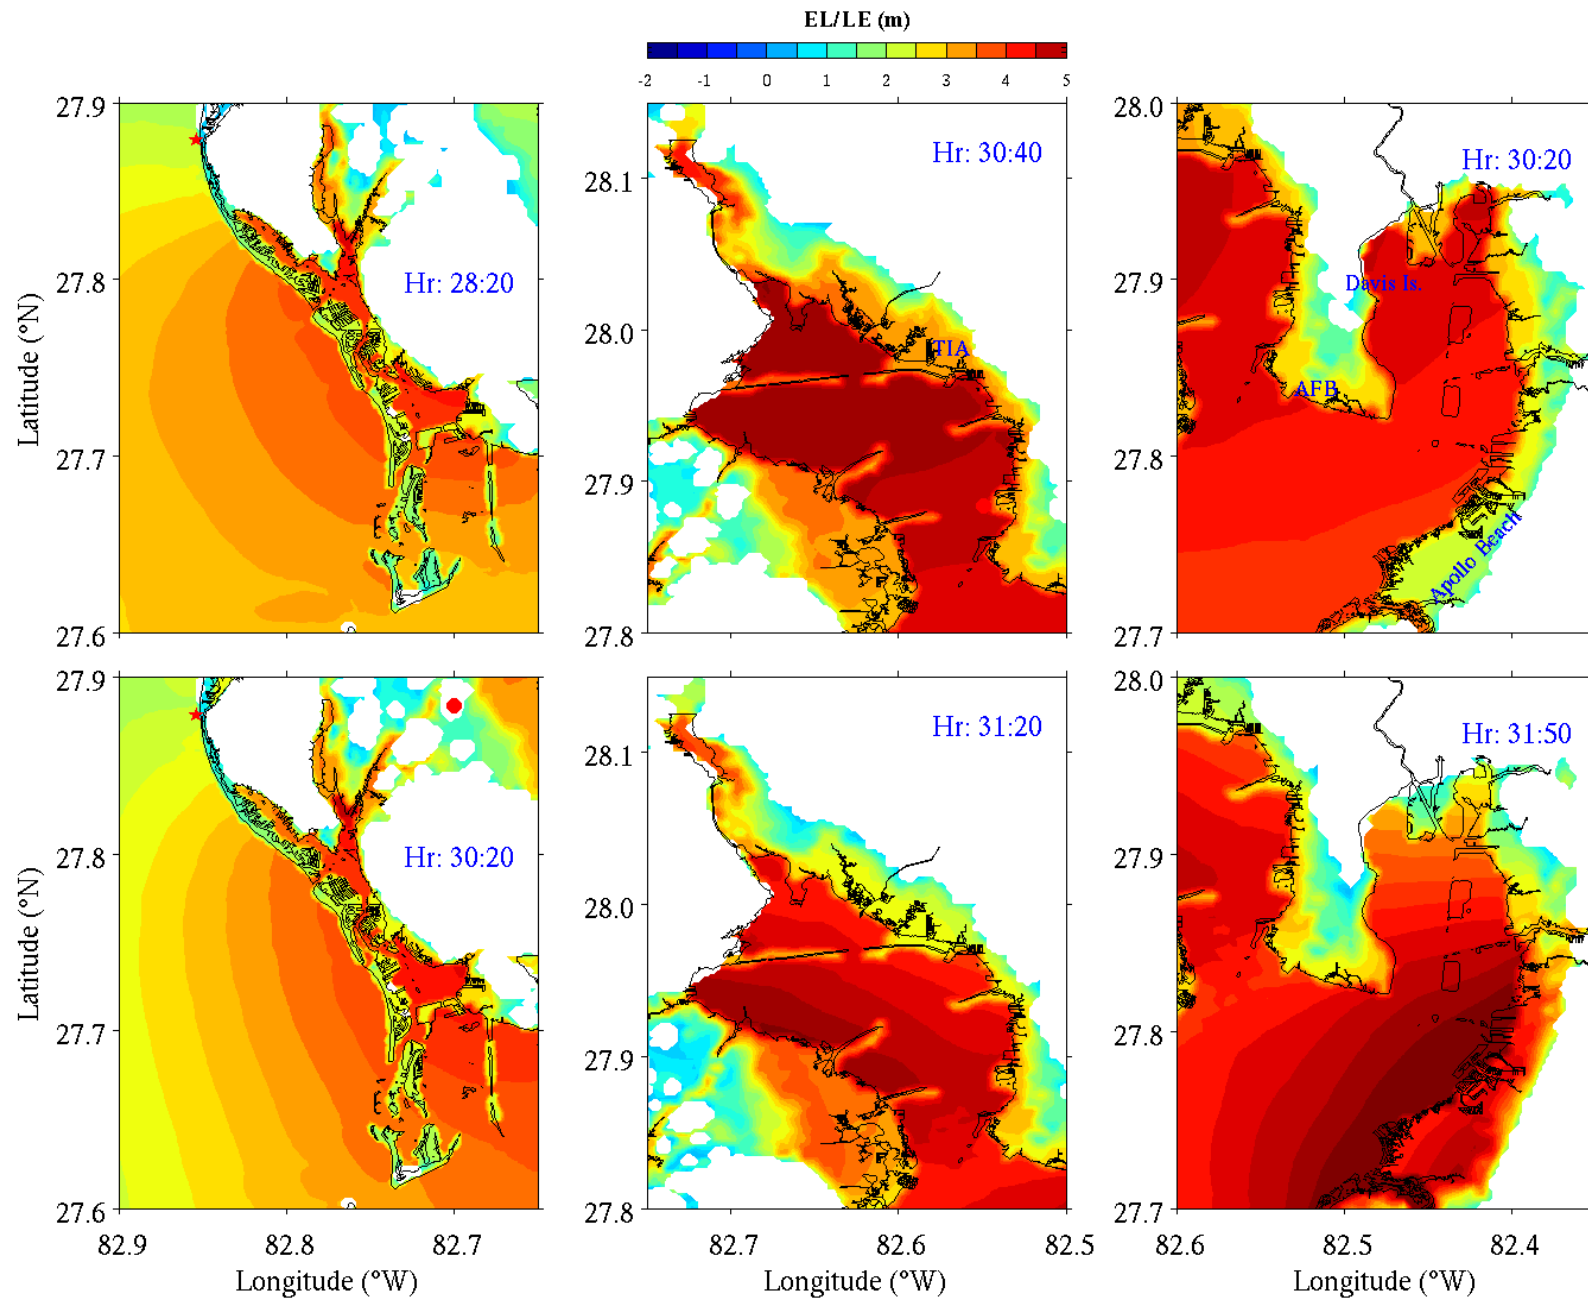 EL/LE (m)
-2 -1 0 1 2 3 4 5
27.9
27.8
27.7
27.6
Latitude (°N)
Hr: 28:20
28.1
28.0
27.9
27.8
Hr: 30:40
TIA
28.0
27.9
27.8
27.7
Hr: 30:20
Davis Is.
AFB
Apollo Beach
27.9
27.8
27.7
27.6
Latitude (°N)
Hr: 30:20
82.9 82.8 82.7
Longitude (°W)
28.1
28.0
27.9
27.8
Hr: 31:20
82.7 82.6 82.5
Longitude (°W)
28.0
27.9
27.8
27.7
Hr: 31:50
82.6 82.5 82.4
Longitude (°W)